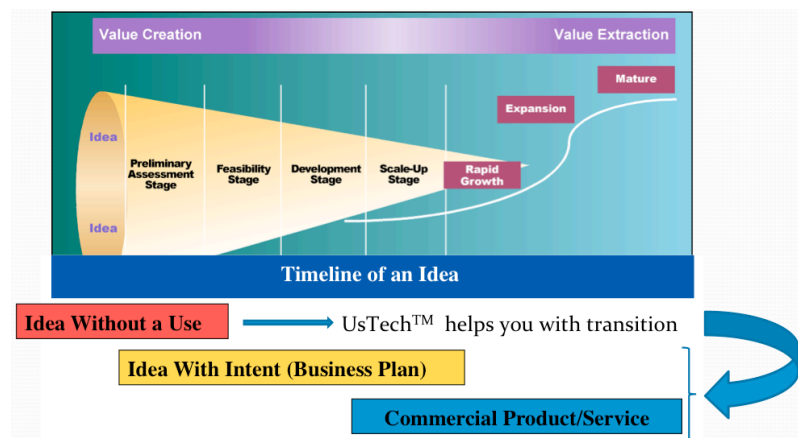 Value Creation
Value Extraction
Mature
Expansion
Idea
Preliminary
Assessment
Stage
Feasibility
Stage
Development
Stage
Scale-Up
Stage
Rapid
Growth
Idea
Timeline of an Idea
Idea Without a Use
UsTech™ helps you with transition
Idea With Intent (Business Plan)
Commercial Product/Service